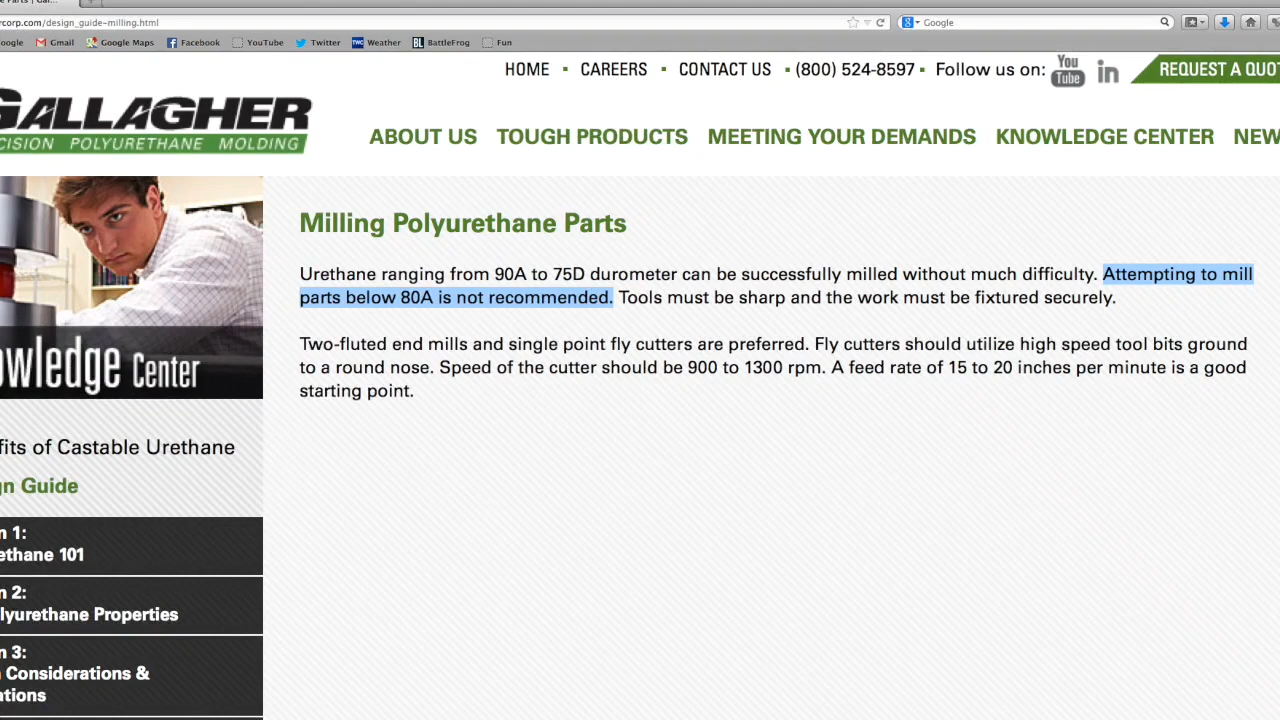 rcorp.com/design_guide-milling.html
Google
oogle Gmail Google Maps Facebook YouTube Twitter TWC Weather BL BattleFrog Fun
HOME ▪ CAREERS ▪ CONTACT US ▪ (800) 524-8597 ▪ Follow us on: You Tube in REQUEST A QUOT
GALLAGHER
CISION POLYURETHANE MOLDING
ABOUT US TOUGH PRODUCTS MEETING YOUR DEMANDS KNOWLEDGE CENTER NEW
Milling Polyurethane Parts
Urethane ranging from 90A to 75D durometer can be successfully milled without much difficulty. Attempting to mill
parts below 80A is not recommended. Tools must be sharp and the work must be fixtured securely.
Two-fluted end mills and single point fly cutters are preferred. Fly cutters should utilize high speed tool bits ground
to a round nose. Speed of the cutter should be 900 to 1300 rpm. A feed rate of 15 to 20 inches per minute is a good
starting point.
owledge Center
fits of Castable Urethane
gn Guide
n 1:
ethane 101
n 2:
lyurethane Properties
n 3:
Considerations &
ations